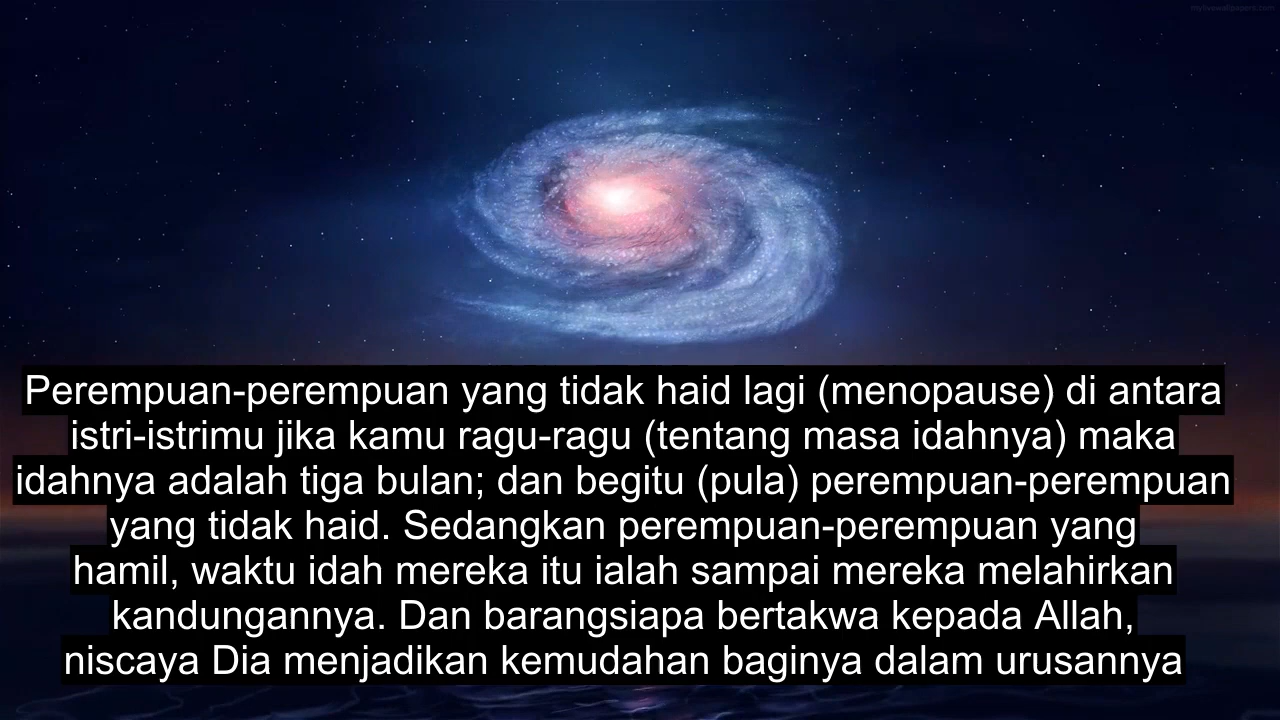 mylivewallpapers.com
Perempuan-perempuan yang tidak haid lagi (menopause) di antara
istri-istrimu jika kamu ragu-ragu (tentang masa idahnya) maka
idahnya adalah tiga bulan; dan begitu (pula) perempuan-perempuan
yang tidak haid. Sedangkan perempuan-perempuan yang
hamil, waktu idah mereka itu ialah sampai mereka melahirkan
kandungannya. Dan barangsiapa bertakwa kepada Allah,
niscaya Dia menjadikan kemudahan baginya dalam urusannya